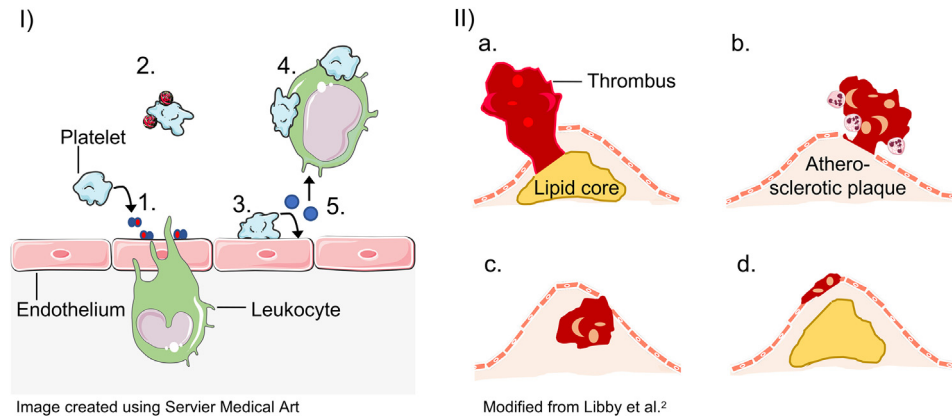 I)
2.
4.
Platelet
1.
3.
5.
Endothelium
Leukocyte
Image created using Servier Medical Art
II)
a.
b.
Thrombus
Lipid core
Athero-
sclerotic plaque
c.
d.
Modified from Libby et al.²